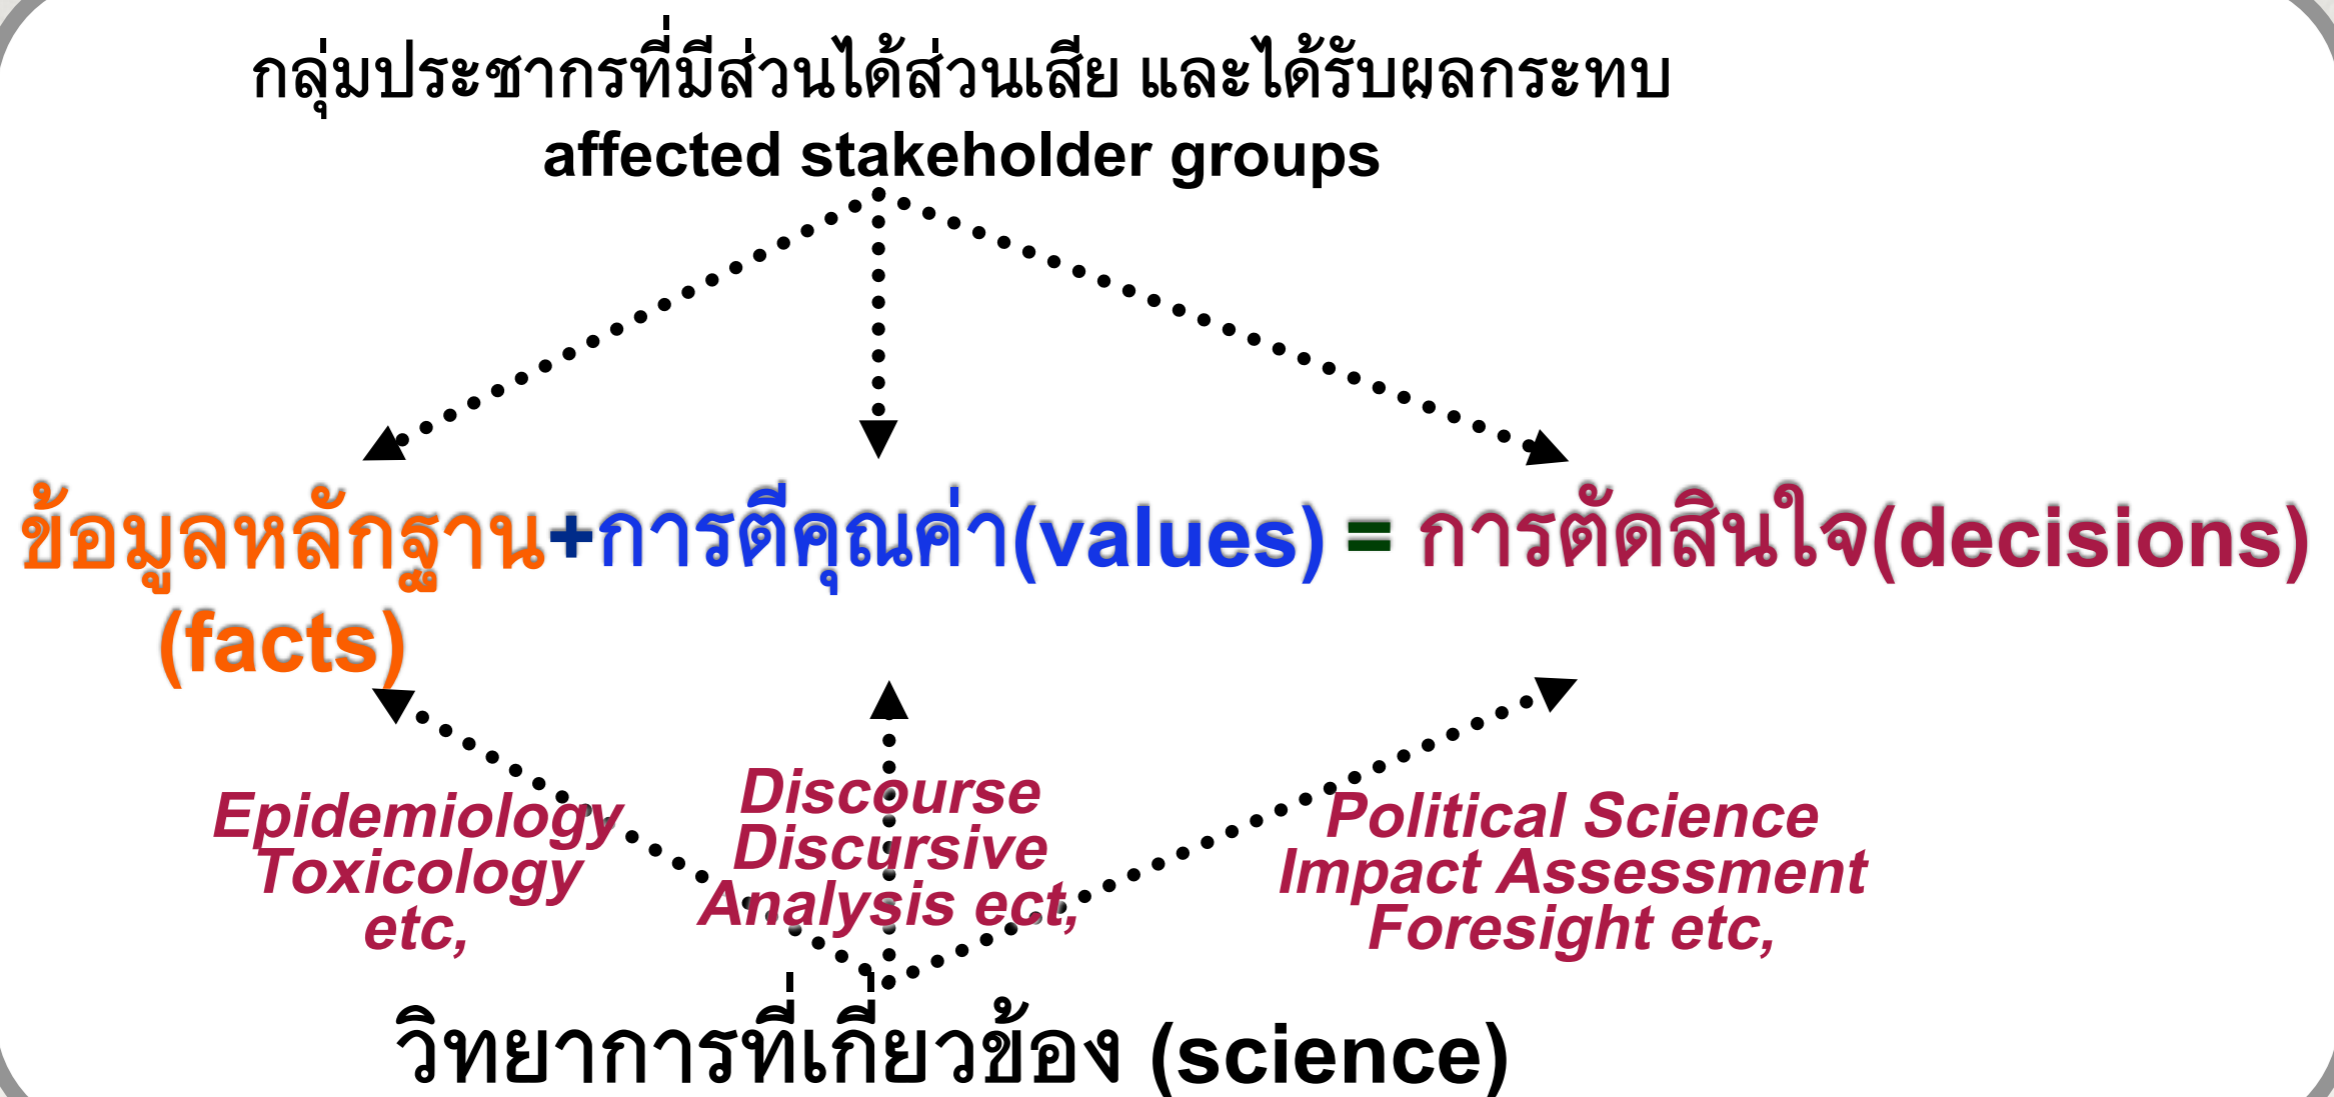 กลุ่มประชากรที่มีส่วนได้ส่วนเสีย และได้รับผลกระทบ
affected stakeholder groups
ข้อมูลหลักฐาน+การตีคุณค่า(values) = การตัดสินใจ(decisions)
(facts)
Epidemiology
Toxicology
etc,
Discourse
Discursive
Analysis ect,
Political Science
Impact Assessment
Foresight etc,
วิทยาการที่เกี่ยวข้อง (science)